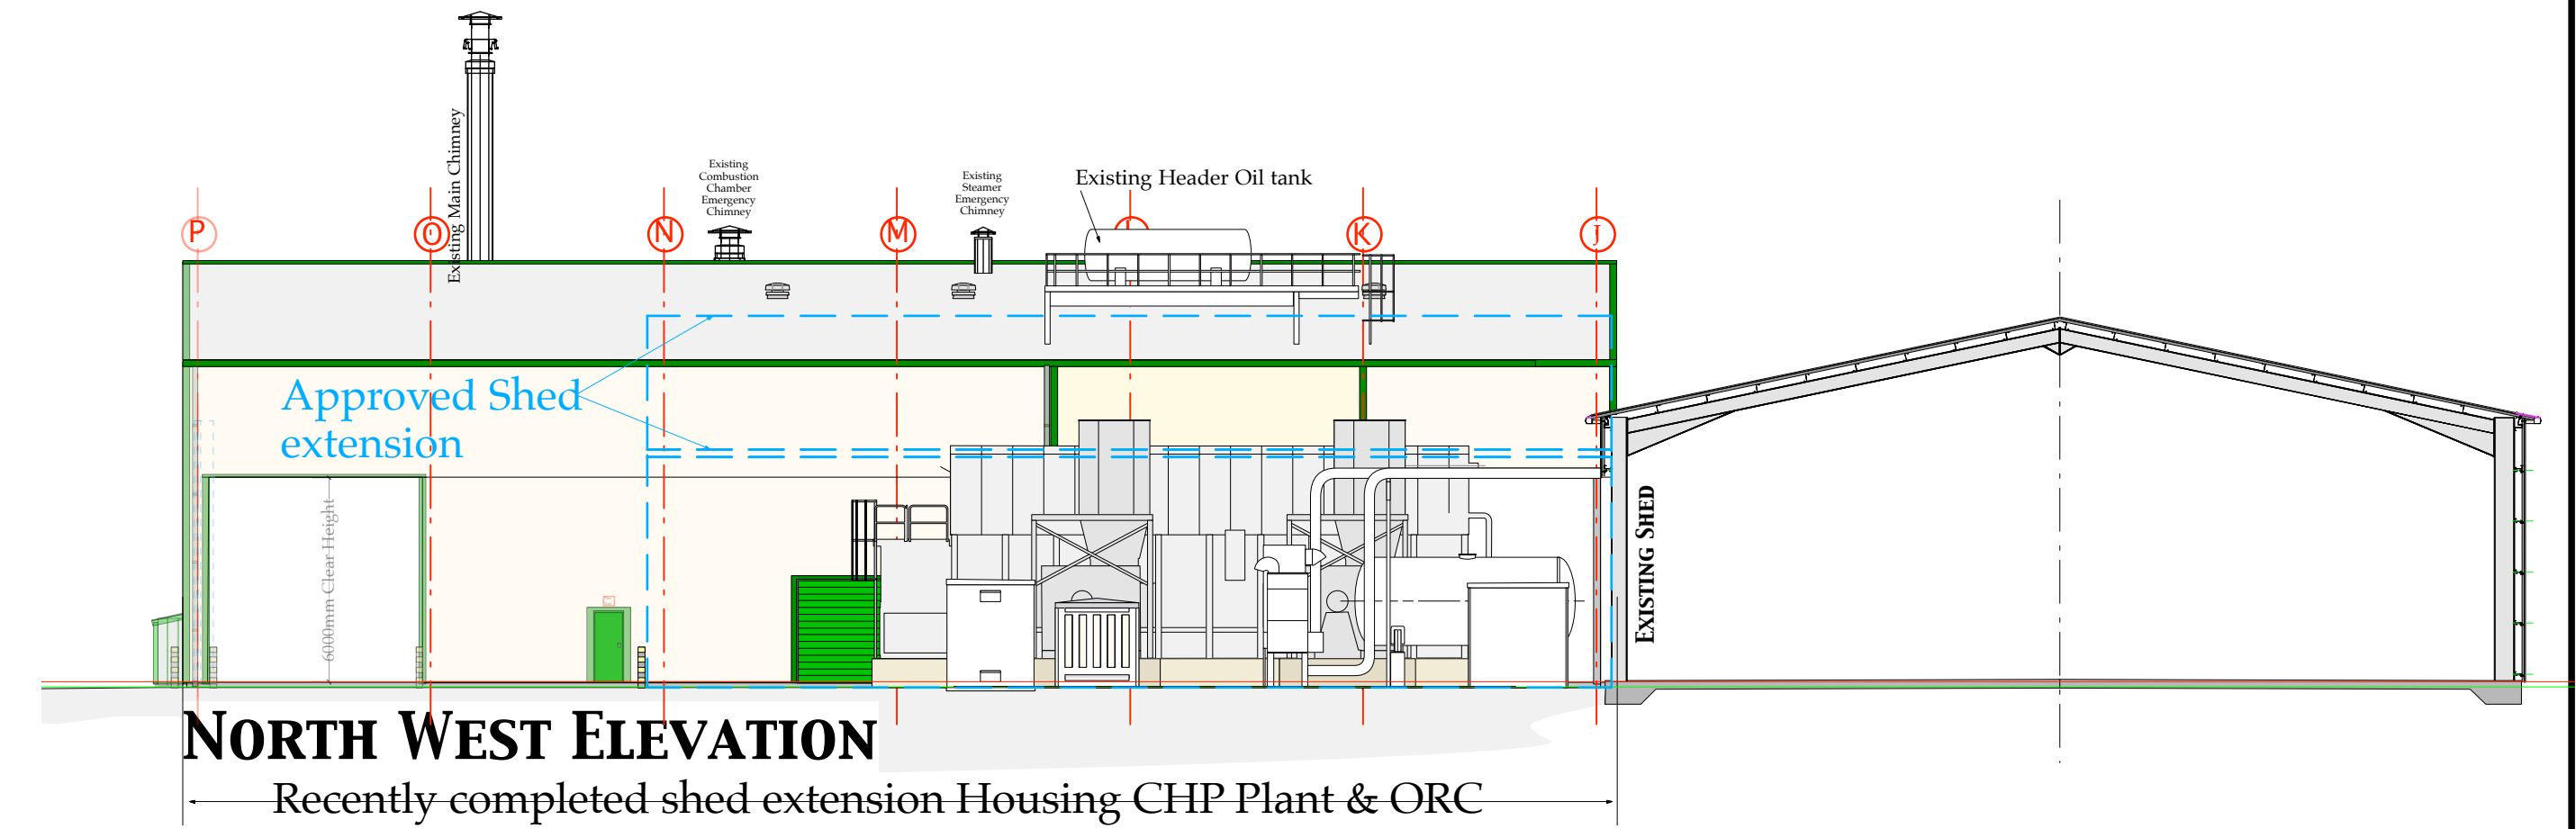 Existing Main Chimney
Existing
Combustion
Chamber
Emergency
Chimney
Existing
Steamer
Emergency
Chimney
Existing Header Oil tank
P
O
N
M
K
J
Approved Shed
extension
6000mm Clear Height
EXISTING SHED
NORTH WEST ELEVATION
Recently completed shed extension Housing CHP Plant & ORC